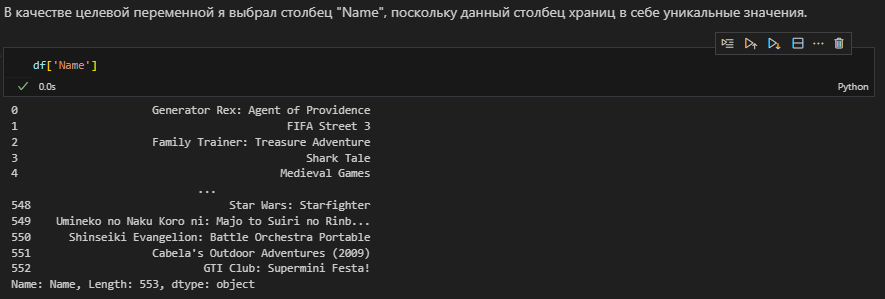 В качестве целевой переменной я выбрал столбец "Name", поскольку данный столбец храниц в себе уникальные значения.
df['Name']
0.0s
Python
0 Generator Rex: Agent of Providence
1 FIFA Street 3
2 Family Trainer: Treasure Adventure
3 Shark Tale
4 Medieval Games
...
548 Star Wars: Starfighter
549 Umineko no Naku Koro ni: Majo to Suiri no Rinb...
550 Shinseiki Evangelion: Battle Orchestra Portable
551 Cabela's Outdoor Adventures (2009)
552 GTI Club: Supermini Festa!
Name: Name, Length: 553, dtype: object